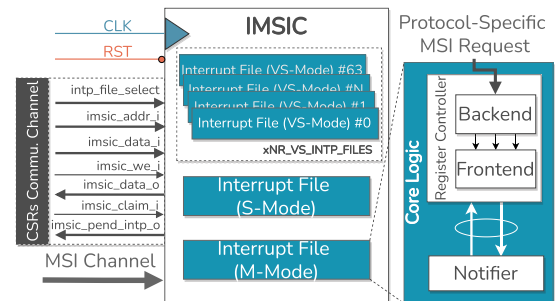 CLK
RST
CSRs Commu. Channel
intp_file_select
imsic_addr_i
imsic_data_i
imsic_we_i
imsic_data_o
imsic_claim_i
imsic_pend_intp_o
MSI Channel
IMSIC
Interrupt File (VS-Mode) #63
Interrupt File (VS-Mode) #N
Interrupt File (VS-Mode) #1
Interrupt File (VS-Mode) #0
xNR_VS_INTP_FILES
Interrupt File
(S-Mode)
Interrupt File
(M-Mode)
Protocol-Specific
MSI Request
Core Logic
Register Controller
Backend
Frontend
Notifier